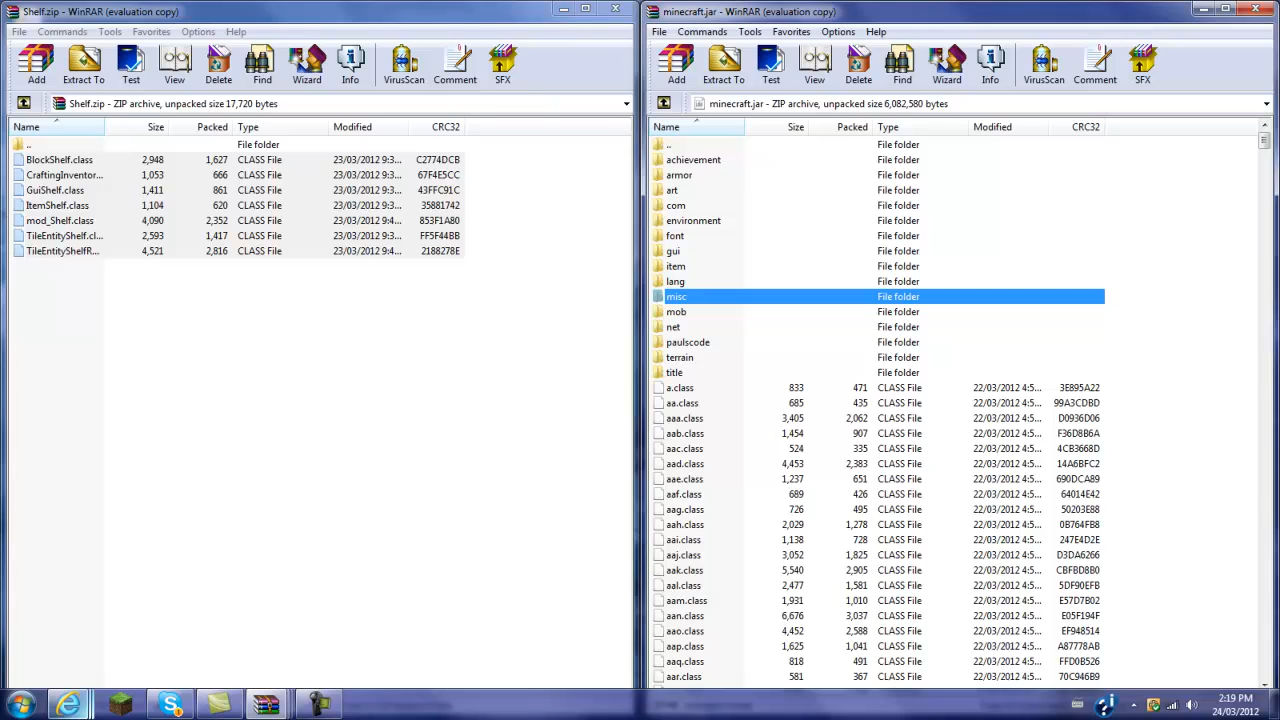 Shelf.zip - WinRAR (evaluation copy)
File Commands Tools Favorites Options Help
Add Extract To Test View Delete Find Wizard Info VirusScan Comment SFX
Shelf.zip - ZIP archive, unpacked size 17,720 bytes
Name Size Packed Type Modified CRC32
.. File folder
BlockShelf.class 2,948 1,627 CLASS File 23/03/2012 9:3... C2774DCB
CraftingInventor... 1,053 666 CLASS File 23/03/2012 9:3... 67F4E5CC
GuiShelf.class 1,411 861 CLASS File 23/03/2012 9:3... 43FFC91C
ItemShelf.class 1,104 620 CLASS File 23/03/2012 9:3... 35881742
mod_Shelf.class 4,090 2,352 CLASS File 23/03/2012 9:4... 853F1A80
TileEntityShelf.cl... 2,593 1,417 CLASS File 23/03/2012 9:3... FF5F44BB
TileEntityShelfR... 4,521 2,816 CLASS File 23/03/2012 9:4... 2188278E
minecraft.jar - WinRAR (evaluation copy)
File Commands Tools Favorites Options Help
Add Extract To Test View Delete Find Wizard Info VirusScan Comment SFX
minecraft.jar - ZIP archive, unpacked size 6,082,580 bytes
Name Size Packed Type Modified CRC32
.. File folder
achievement File folder
armor File folder
art File folder
com File folder
environment File folder
font File folder
gui File folder
item File folder
lang File folder
misc File folder
mob File folder
net File folder
paulscode File folder
terrain File folder
title File folder
a.class 833 471 CLASS File 22/03/2012 4:5... 3E895A22
aa.class 685 435 CLASS File 22/03/2012 4:5... 99A3CDBD
aaa.class 3,405 2,062 CLASS File 22/03/2012 4:5... D0936D06
aab.class 1,454 907 CLASS File 22/03/2012 4:5... F36D8B6A
aac.class 524 335 CLASS File 22/03/2012 4:5... 4CB3668D
aad.class 4,453 2,383 CLASS File 22/03/2012 4:5... 14A6BFC2
aae.class 1,237 651 CLASS File 22/03/2012 4:5... 690DCA89
aaf.class 689 426 CLASS File 22/03/2012 4:5... 64014E42
aag.class 726 495 CLASS File 22/03/2012 4:5... 50203E88
aah.class 2,029 1,278 CLASS File 22/03/2012 4:5... 0B764FB8
aai.class 1,138 728 CLASS File 22/03/2012 4:5... 247E4D2E
aaj.class 3,052 1,825 CLASS File 22/03/2012 4:5... D3DA6266
aak.class 5,540 2,905 CLASS File 22/03/2012 4:5... CBFBD8B0
aal.class 2,477 1,581 CLASS File 22/03/2012 4:5... 5DF90EFB
aam.class 1,931 1,010 CLASS File 22/03/2012 4:5... E57D7B02
aan.class 6,676 3,037 CLASS File 22/03/2012 4:5... E05F194F
aao.class 4,452 2,588 CLASS File 22/03/2012 4:5... EF948514
aap.class 1,625 1,041 CLASS File 22/03/2012 4:5... A87778AB
aaq.class 818 491 CLASS File 22/03/2012 4:5... FFD0B526
aar.class 581 367 CLASS File 22/03/2012 4:5... 70C946B9
2:19 PM
24/03/2012